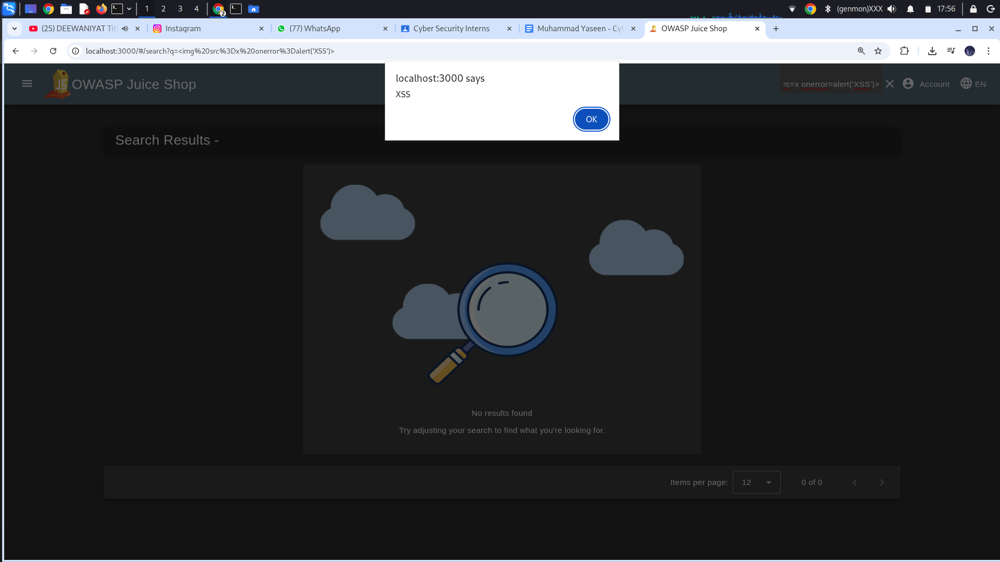 1 2 3 4 2 (genmon)XXX 17:56
(25) DEEWANIYAT Tit Instagram (77) WhatsApp Cyber Security Interns Muhammad Yaseen - Cyb OWASP Juice Shop
localhost:3000/#/search?q=<img%20src%3Dx%20onerror%3Dalert('XSS')>
localhost:3000 says
XSS
OK
OWASP Juice Shop rc=x onerror=alert('XSS')> Account EN
Search Results -
No results found
Try adjusting your search to find what you're looking for.
Items per page: 12 0 of 0